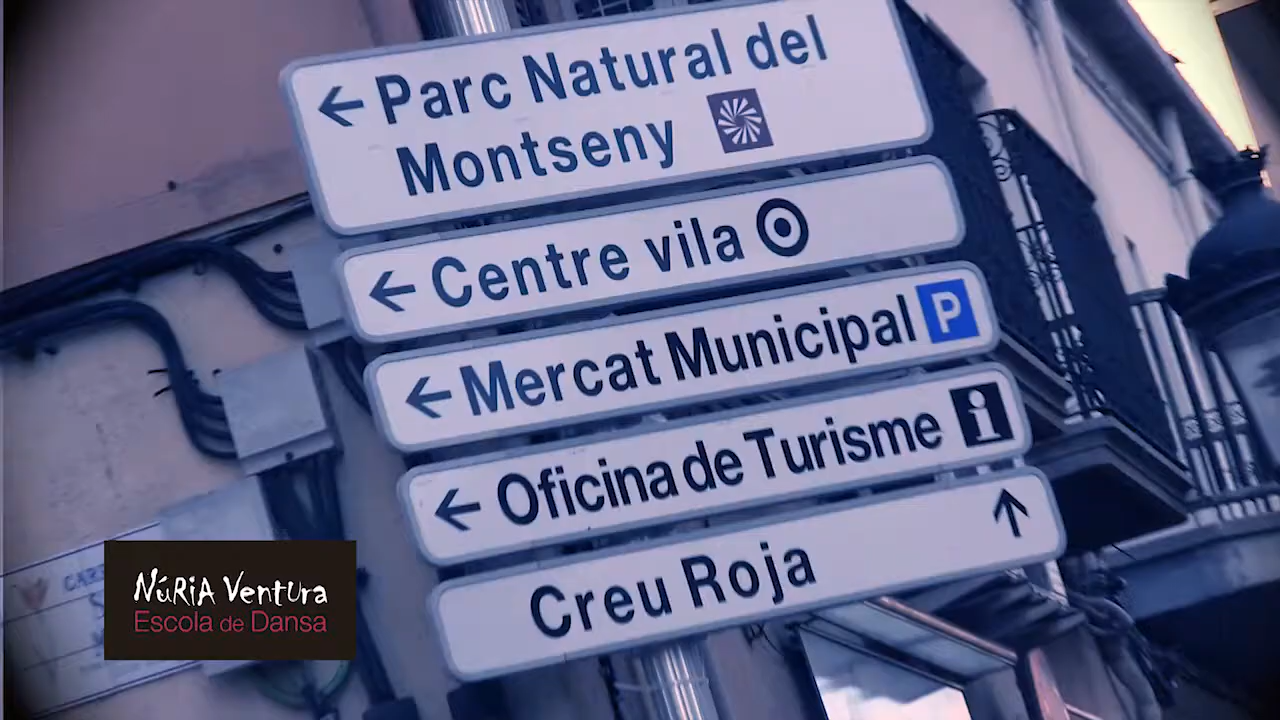 Parc Natural del
Montseny
Centre vila
Mercat Municipal P
Oficina de Turisme i
Creu Roja
NúRiA VentUra
Escola de Dansa